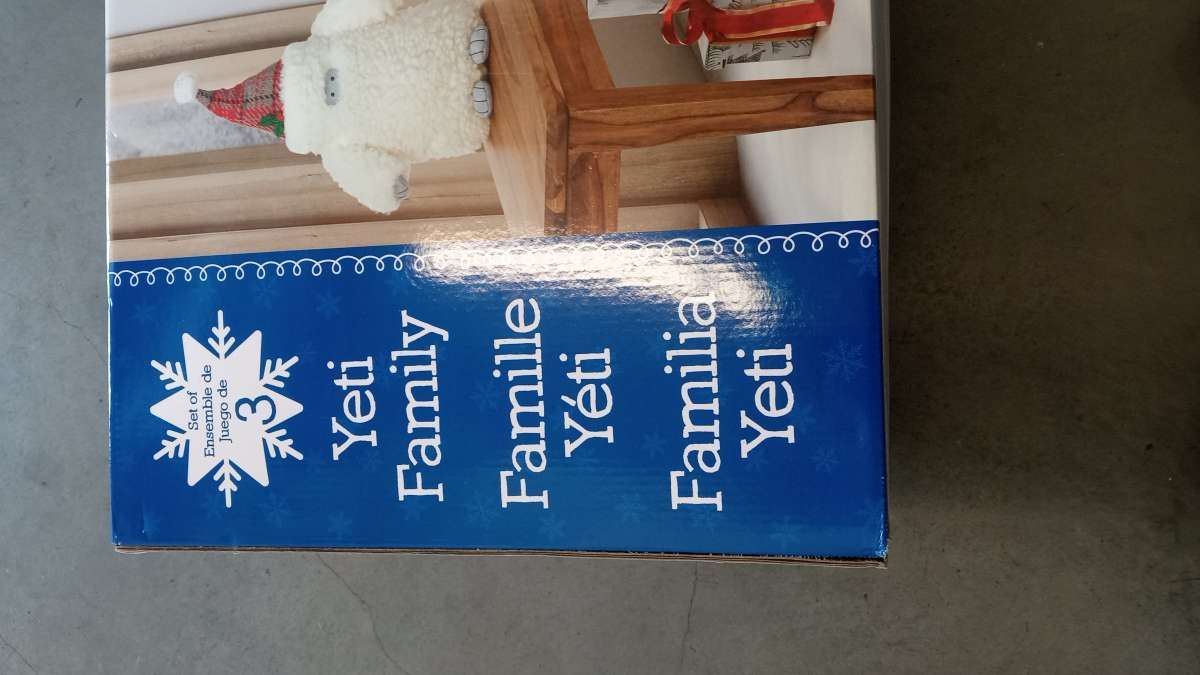 Set of
Ensemble de
Juego de
3
Yeti
Family
Famille
Yéti
Familia
Yeti